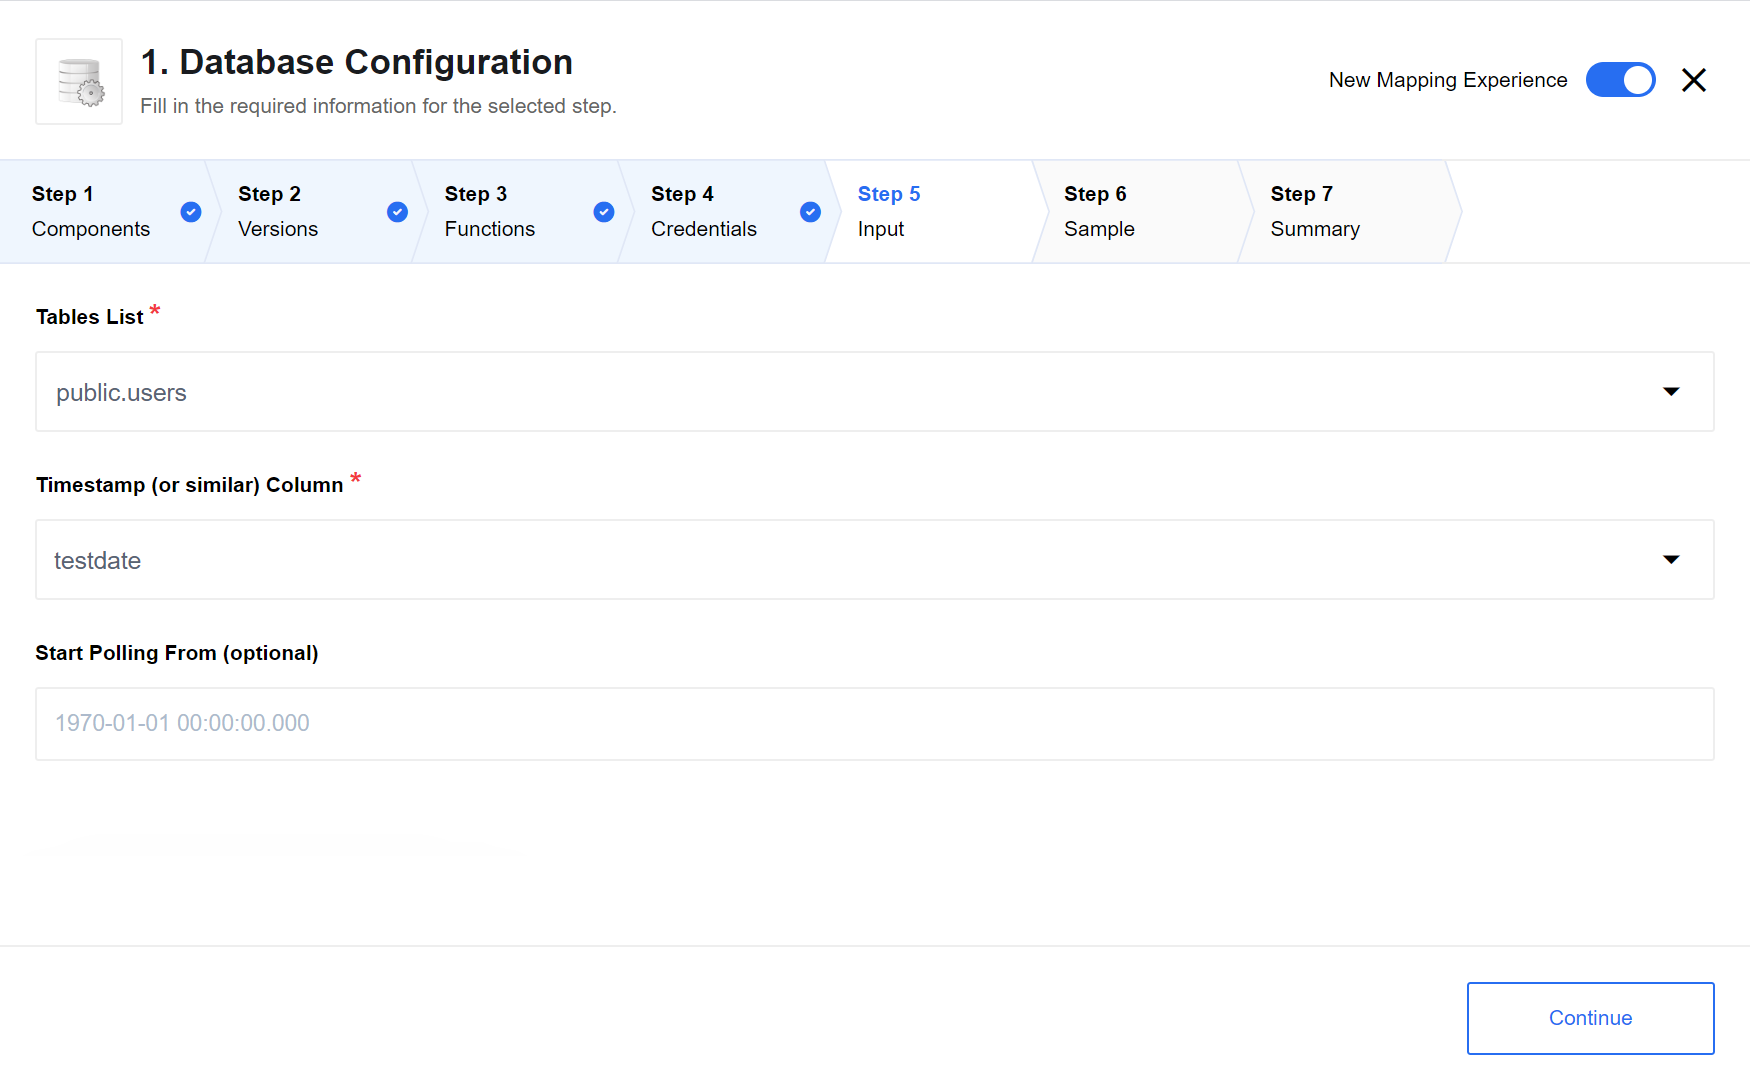 1. Database Configuration
Fill in the required information for the selected step.
New Mapping Experience
Step 1
Components
Step 2
Versions
Step 3
Functions
Step 4
Credentials
Step 5
Input
Step 6
Sample
Step 7
Summary
Tables List *
public.users
Timestamp (or similar) Column *
testdate
Start Polling From (optional)
1970-01-01 00:00:00.000
Continue